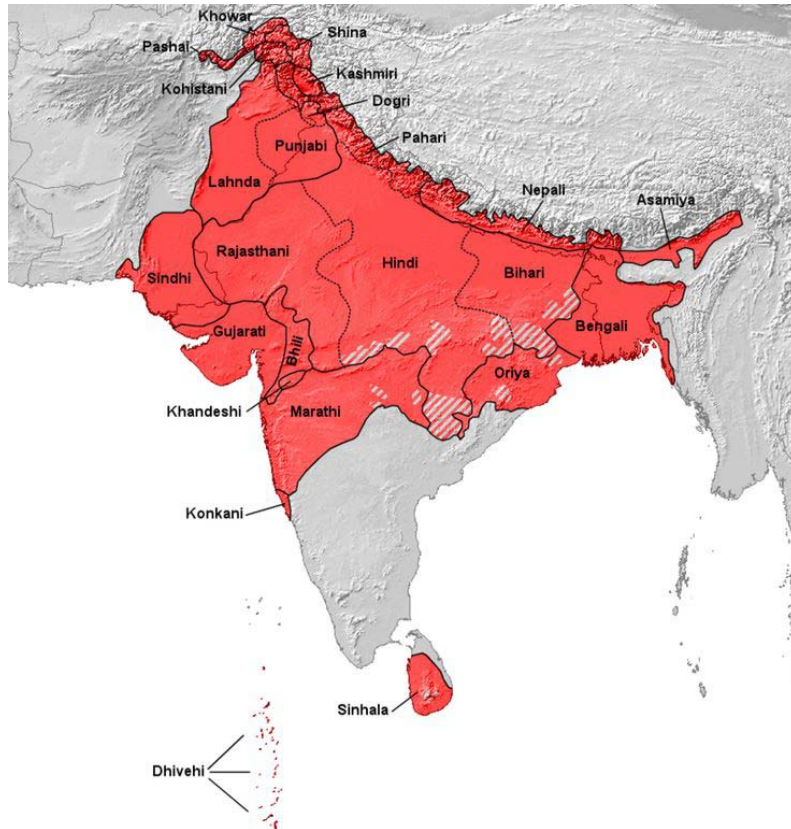 Khowar
Shina
Pashai
Kohistani
Kashmiri
Dogri
Pahari
Punjabi
Lahnda
Nepali
Asamiya
Rajasthani
Hindi
Bihari
Sindhi
Gujarati
Bhili
Bengali
Oriya
Khandeshi
Marathi
Konkani
Sinhala
Dhivehi